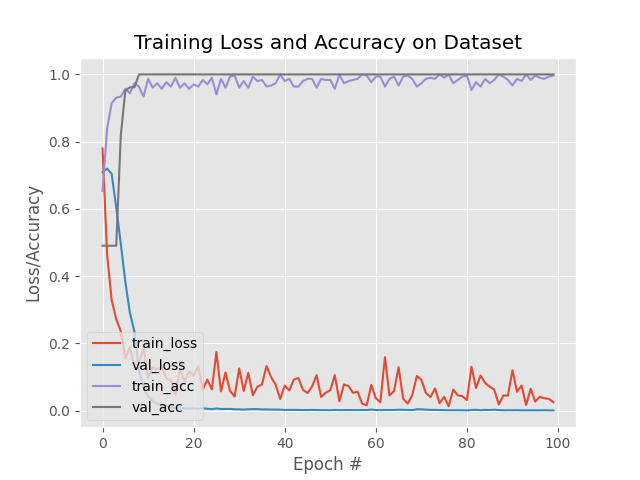 Training Loss and Accuracy on Dataset
1.0
0.8
0.6
0.4
0.2
0.0
Loss/Accuracy
train_loss
val_loss
train_acc
val_acc
0 20 40 60 80 100
Epoch #